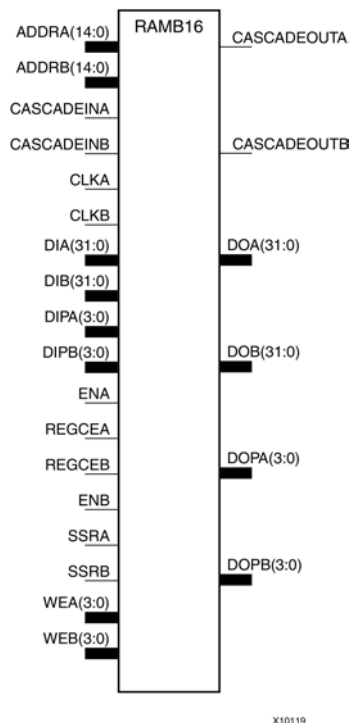 RAMB16
ADDRA(14:0)
ADDRB(14:0)
CASCADEINA
CASCADEINB
CLKA
CLKB
DIA(31:0)
DIB(31:0)
DIPA(3:0)
DIPB(3:0)
ENA
REGCEA
REGCEB
ENB
SSRA
SSRB
WEA(3:0)
WEB(3:0)
CASCADEOUTA
CASCADEOUTB
DOA(31:0)
DOB(31:0)
DOPA(3:0)
DOPB(3:0)
X10119